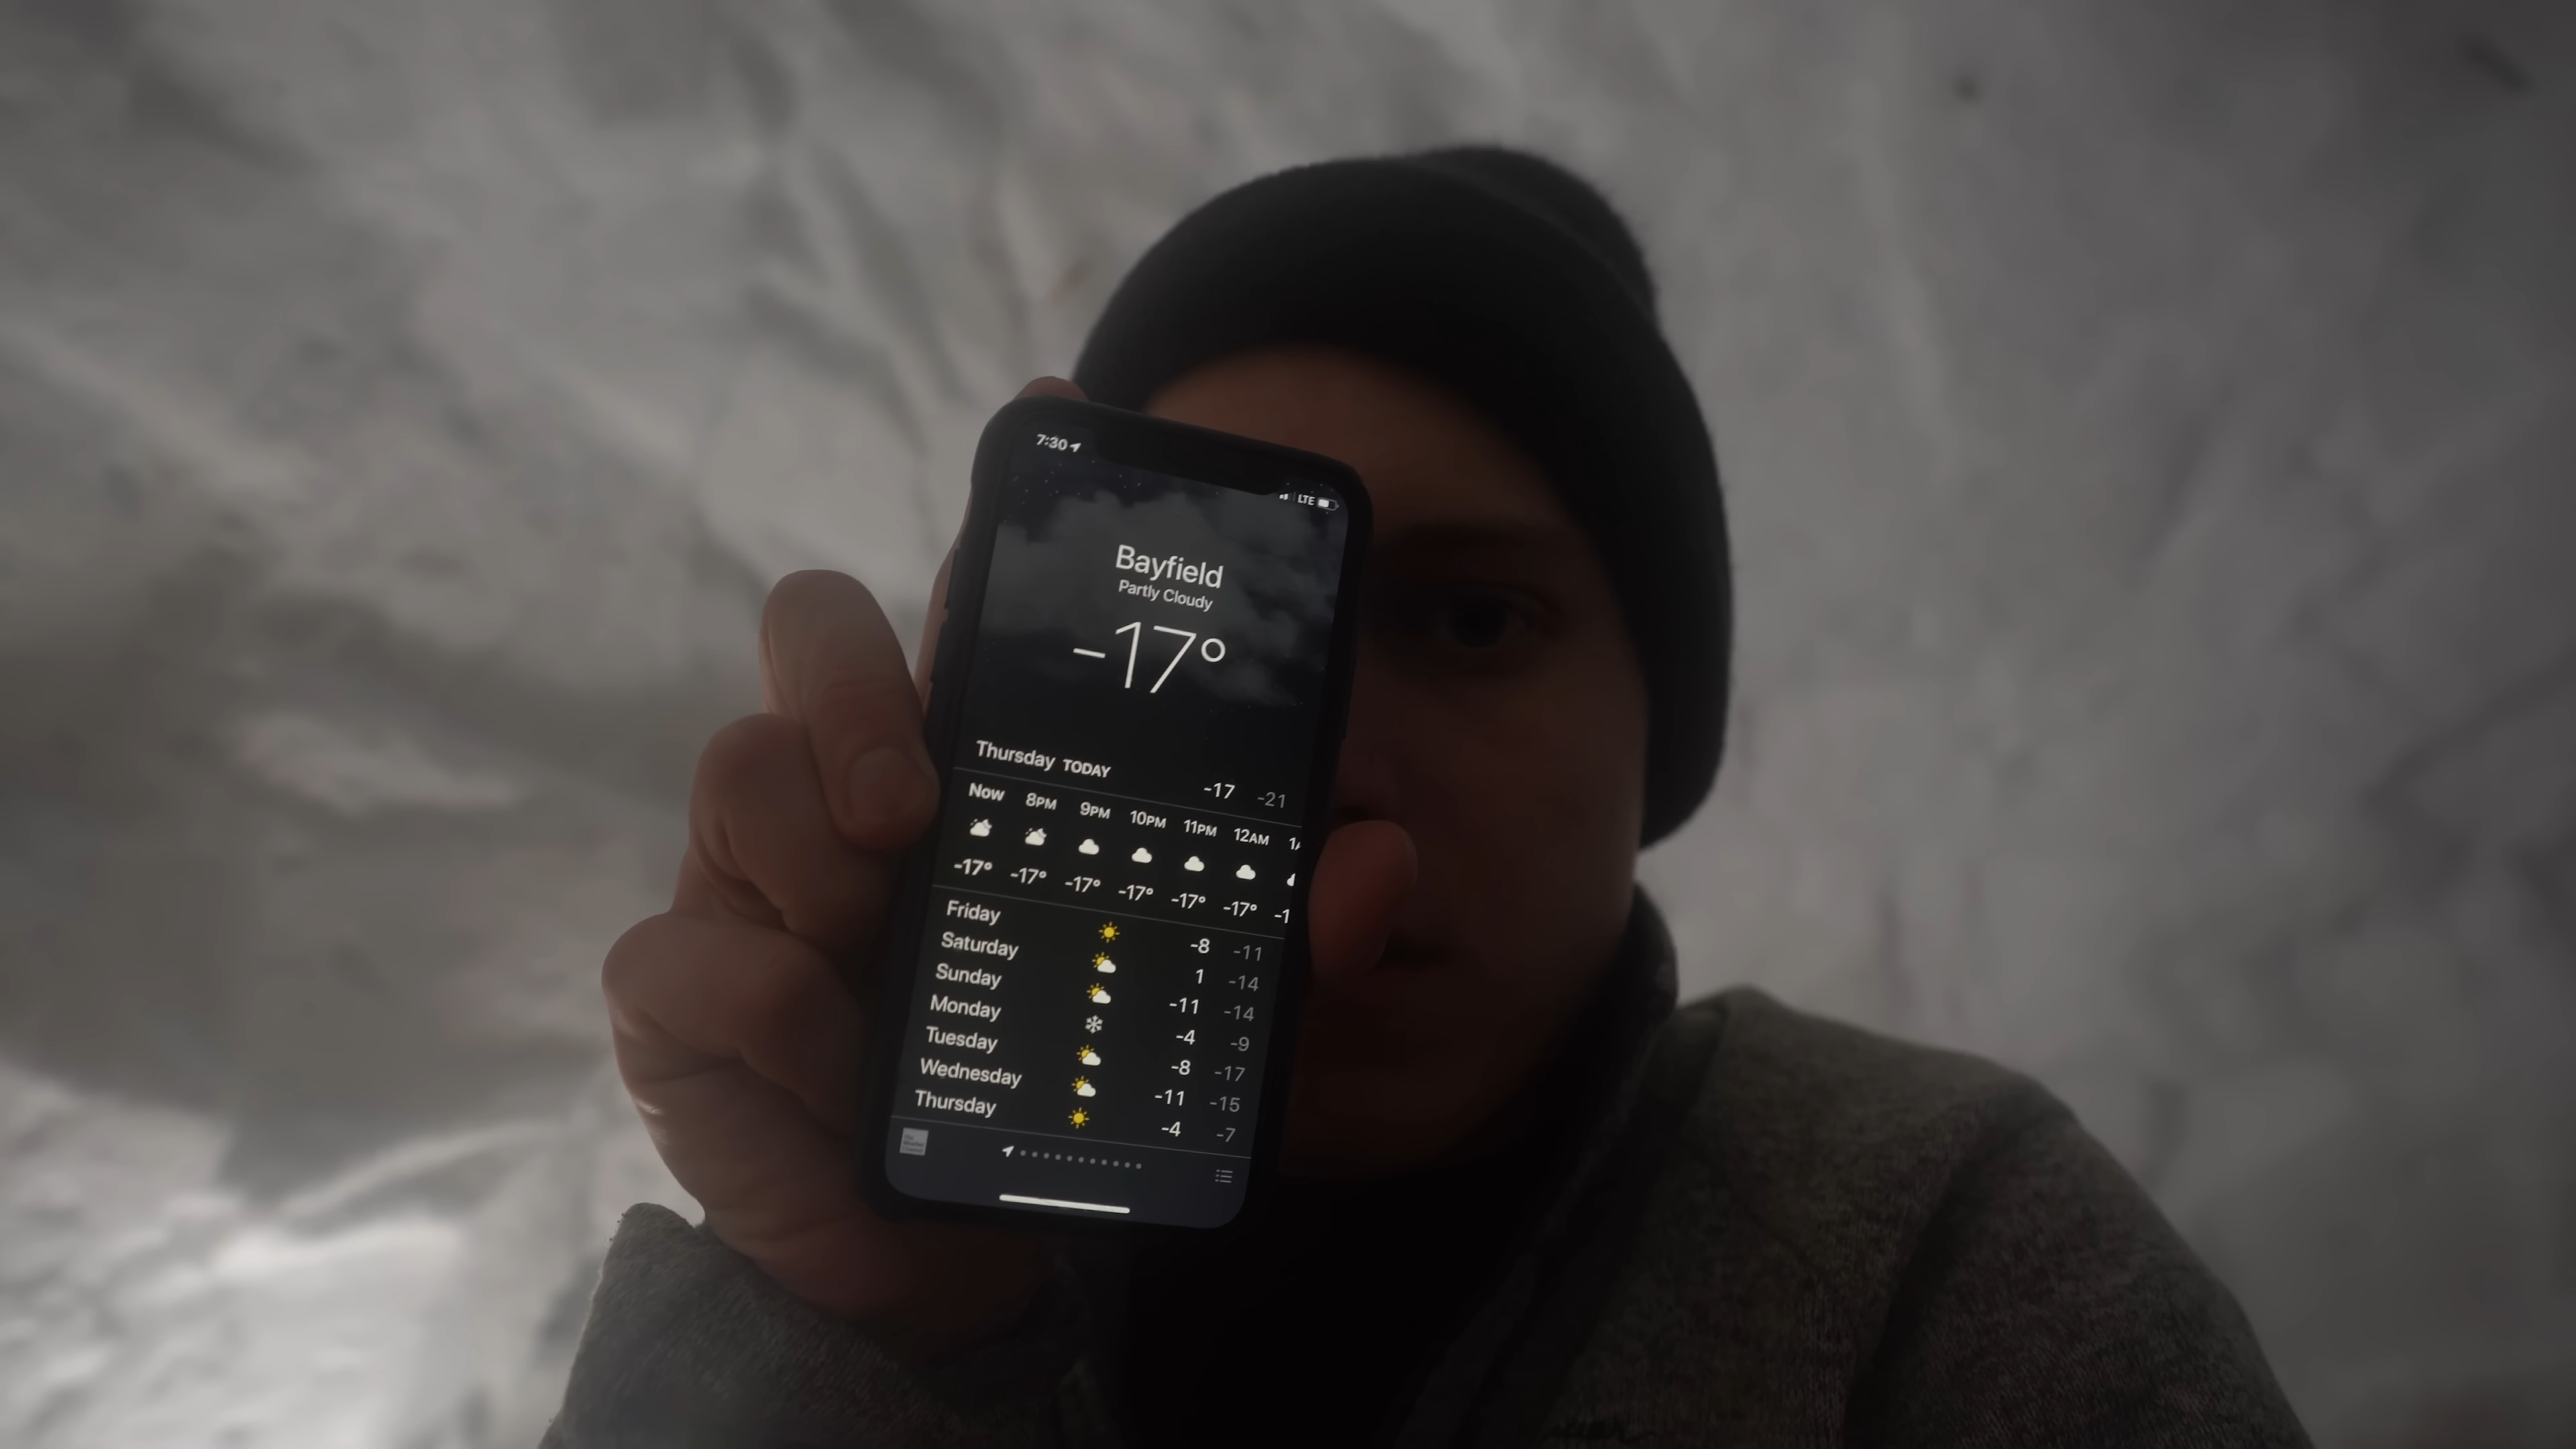 7:30
LTE
Bayfield
Partly Cloudy
-17°
Thursday TODAY -17 -21
Now 8PM 9PM 10PM 11PM 12AM
-17° -17° -17° -17° -17° -17°
Friday -8 -11
Saturday 1 -14
Sunday -11 -14
Monday -4 -9
Tuesday -8 -17
Wednesday -11 -15
Thursday -4 -7